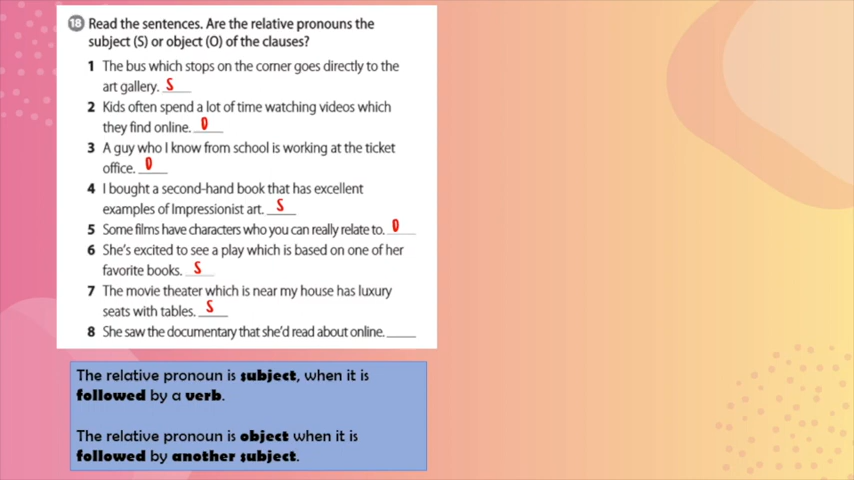 18 Read the sentences. Are the relative pronouns the
subject (S) or object (O) of the clauses?
1 The bus which stops on the corner goes directly to the
art gallery. S
2 Kids often spend a lot of time watching videos which
they find online. O
3 A guy who I know from school is working at the ticket
office. O
4 I bought a second-hand book that has excellent
examples of Impressionist art. S
5 Some films have characters who you can really relate to. O
6 She's excited to see a play which is based on one of her
favorite books. S
7 The movie theater which is near my house has luxury
seats with tables. S
8 She saw the documentary that she'd read about online.
The relative pronoun is subject, when it is
followed by a verb.
The relative pronoun is object when it is
followed by another subject.